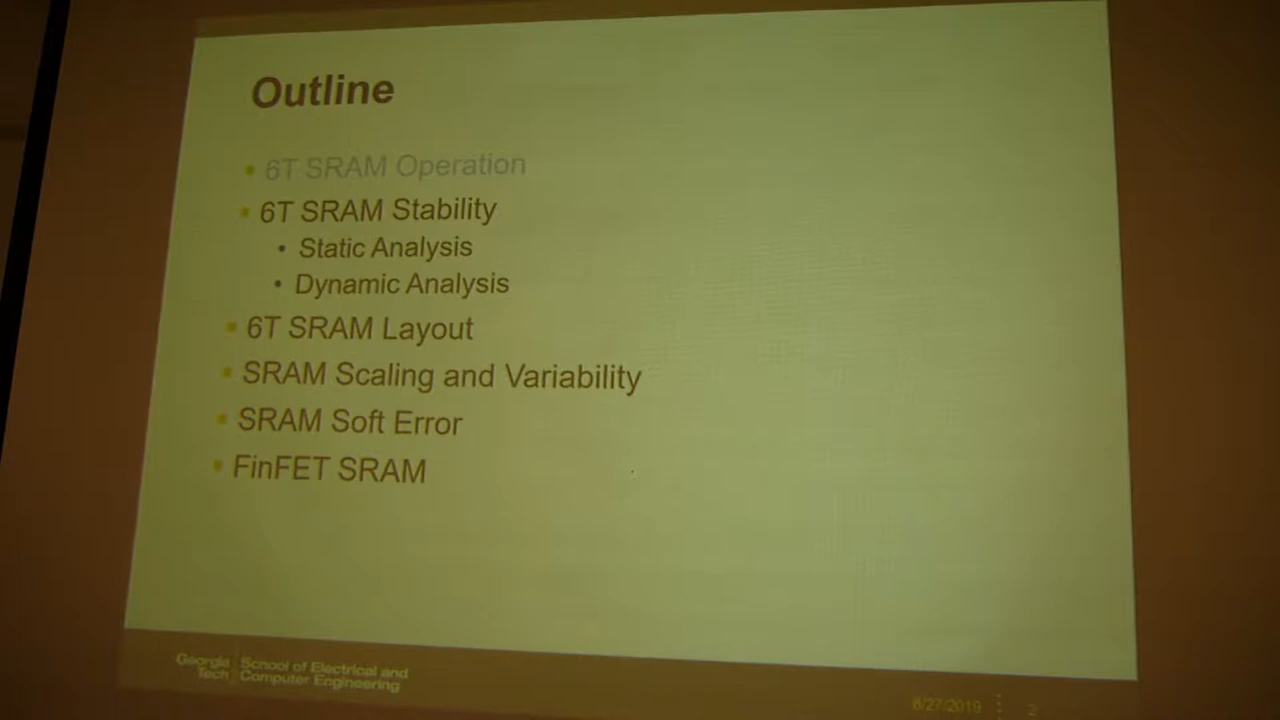 Outline
6T SRAM Operation
6T SRAM Stability
Static Analysis
Dynamic Analysis
6T SRAM Layout
SRAM Scaling and Variability
SRAM Soft Error
FinFET SRAM
Georgia Tech School of Electrical and
Computer Engineering
8/27/2019 2